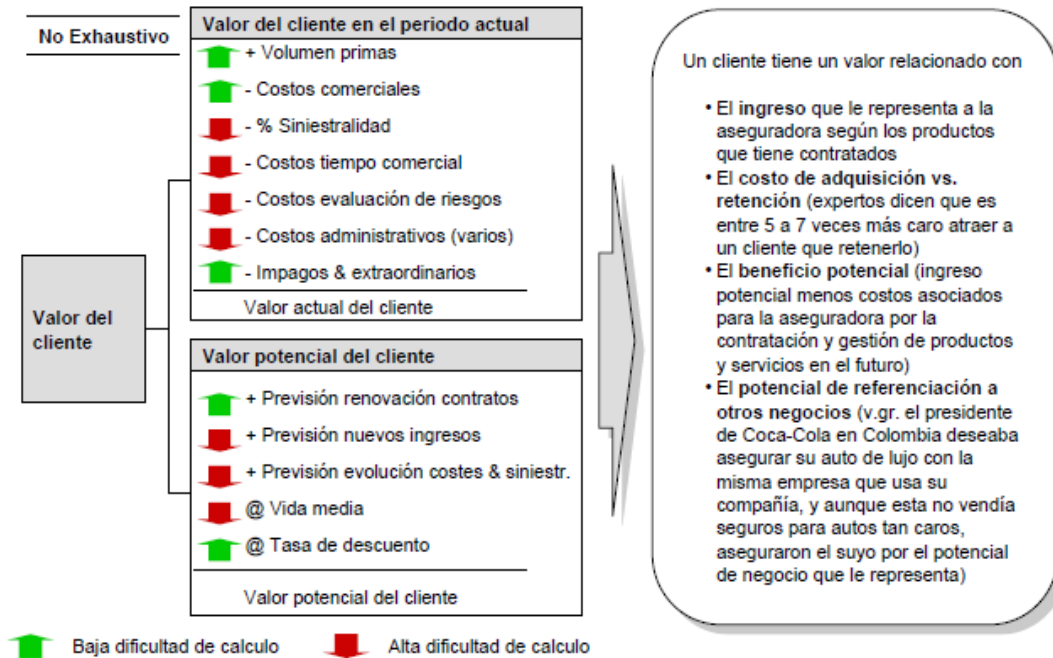 No Exhaustivo
Valor del cliente
Valor del cliente en el periodo actual
+ Volumen primas
- Costos comerciales
- % Siniestralidad
- Costos tiempo comercial
- Costos evaluación de riesgos
- Costos administrativos (varios)
- Impagos & extraordinarios
Valor actual del cliente
Valor potencial del cliente
+ Previsión renovación contratos
+ Previsión nuevos ingresos
+ Previsión evolución costes & siniestr.
@ Vida media
@ Tasa de descuento
Valor potencial del cliente
Un cliente tiene un valor relacionado con
• El ingreso que le representa a la
aseguradora según los productos
que tiene contratados
• El costo de adquisición vs.
retención (expertos dicen que es
entre 5 a 7 veces más caro atraer a
un cliente que retenerlo)
• El beneficio potencial (ingreso
potencial menos costos asociados
para la aseguradora por la
contratación y gestión de productos
y servicios en el futuro)
• El potencial de referenciación a
otros negocios (v.gr. el presidente
de Coca-Cola en Colombia deseaba
asegurar su auto de lujo con la
misma empresa que usa su
compañía, y aunque esta no vendía
seguros para autos tan caros,
aseguraron el suyo por el potencial
de negocio que le representa)
Baja dificultad de calculo
Alta dificultad de calculo